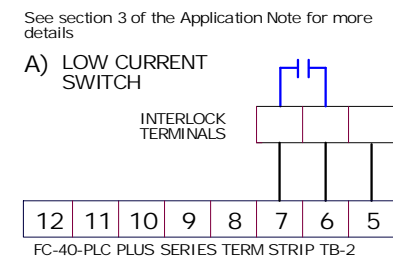 See section 3 of the Application Note for more
details
A) LOW CURRENT
SWITCH
INTERLOCK
TERMINALS
12 11 10 9 8 7 6 5
FC-40-PLC PLUS SERIES TERM STRIP TB-2